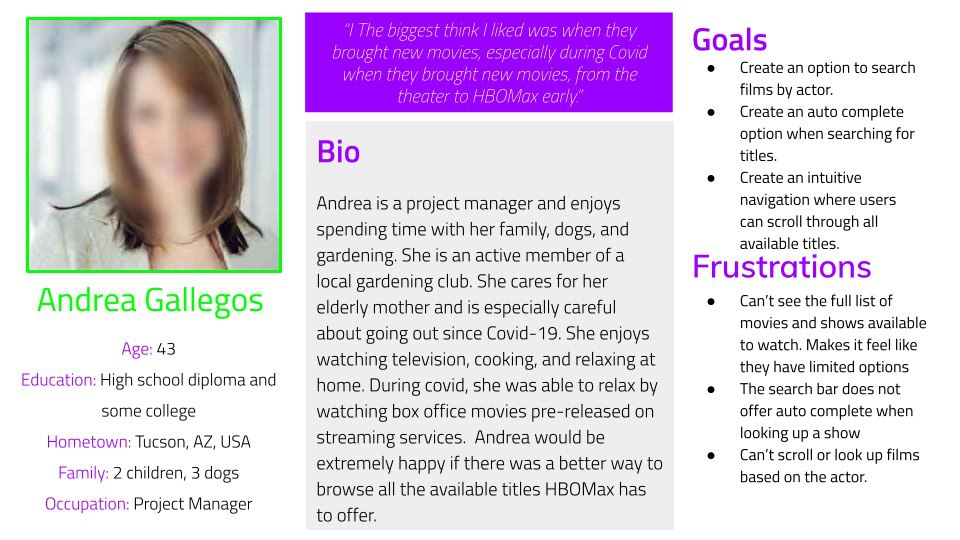 “I The biggest think I liked was when they
brought new movies, especially during Covid
when they brought new movies, from the
theater to HBOMax early.”
Andrea Gallegos
Age: 43
Education: High school diploma and
some college
Hometown: Tucson, AZ, USA
Family: 2 children, 3 dogs
Occupation: Project Manager
Bio
Andrea is a project manager and enjoys
spending time with her family, dogs, and
gardening. She is an active member of a
local gardening club. She cares for her
elderly mother and is especially careful
about going out since Covid-19. She enjoys
watching television, cooking, and relaxing at
home. During covid, she was able to relax by
watching box office movies pre-released on
streaming services. Andrea would be
extremely happy if there was a better way to
browse all the available titles HBOMax has
to offer.
Goals
● Create an option to search
films by actor.
● Create an auto complete
option when searching for
titles.
● Create an intuitive
navigation where users
can scroll through all
available titles.
Frustrations
● Can’t see the full list of
movies and shows available
to watch. Makes it feel like
they have limited options
● The search bar does not
offer auto complete when
looking up a show
● Can’t scroll or look up films
based on the actor.